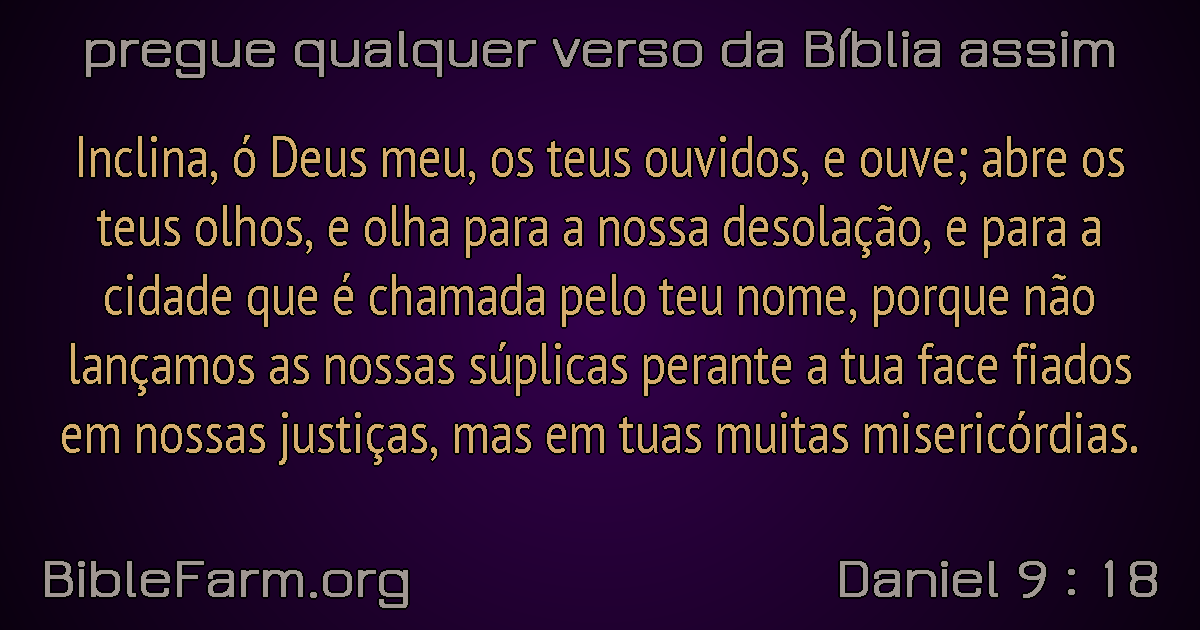 pregue qualquer verso da Bíblia assim
Inclina, ó Deus meu, os teus ouvidos, e ouve; abre os
teus olhos, e olha para a nossa desolação, e para a
cidade que é chamada pelo teu nome, porque não
lançamos as nossas súplicas perante a tua face fiados
em nossas justiças, mas em tuas muitas misericórdias.
BibleFarm.org
Daniel 9 : 18